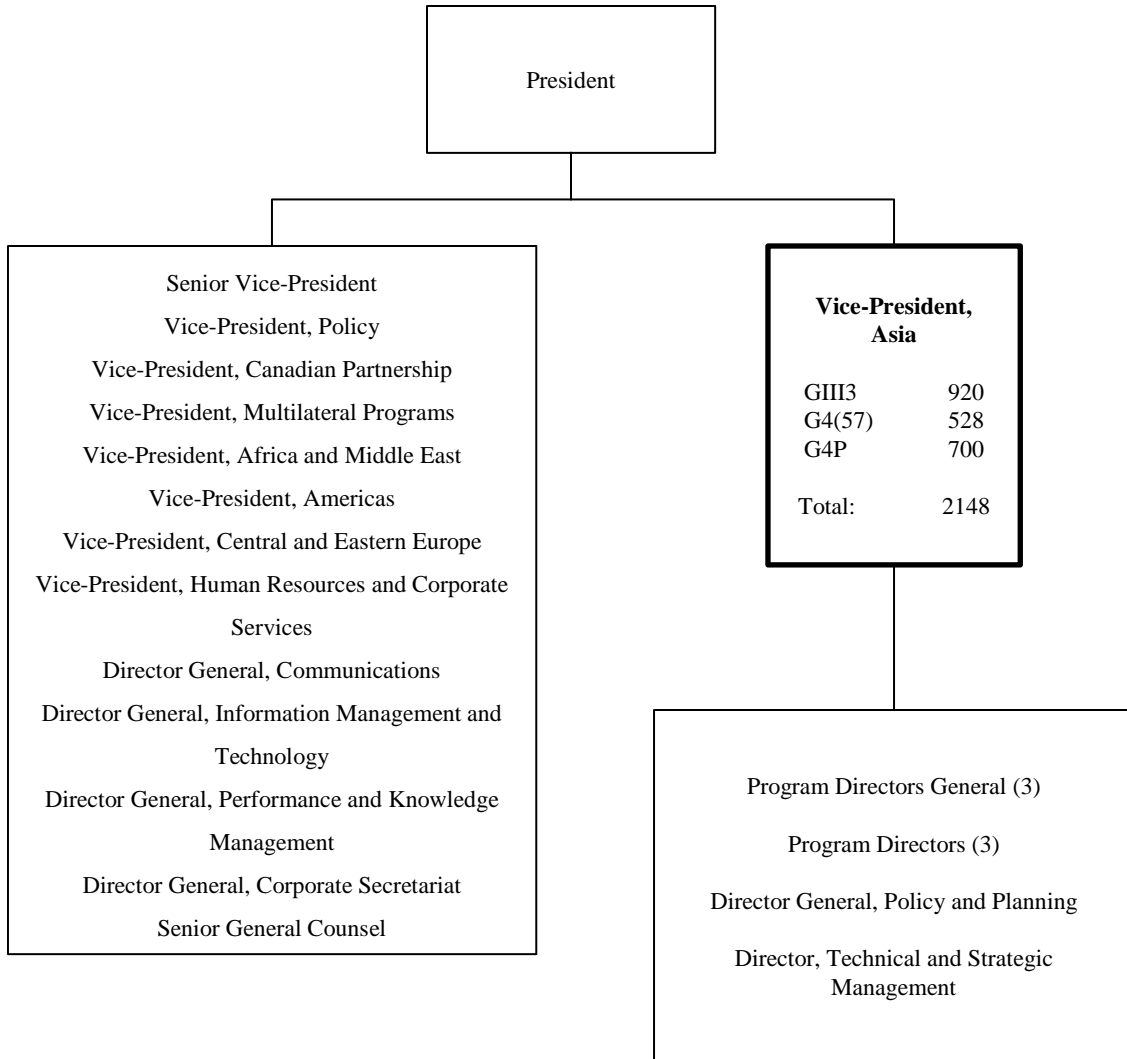 President
Senior Vice-President
Vice-President, Policy
Vice-President, Canadian Partnership
Vice-President, Multilateral Programs
Vice-President, Africa and Middle East
Vice-President, Americas
Vice-President, Central and Eastern Europe
Vice-President, Human Resources and Corporate
Services
Director General, Communications
Director General, Information Management and
Technology
Director General, Performance and Knowledge
Management
Director General, Corporate Secretariat
Senior General Counsel
Vice-President,
Asia
GIII3 920
G4(57) 528
G4P 700
Total: 2148
Program Directors General (3)
Program Directors (3)
Director General, Policy and Planning
Director, Technical and Strategic
Management